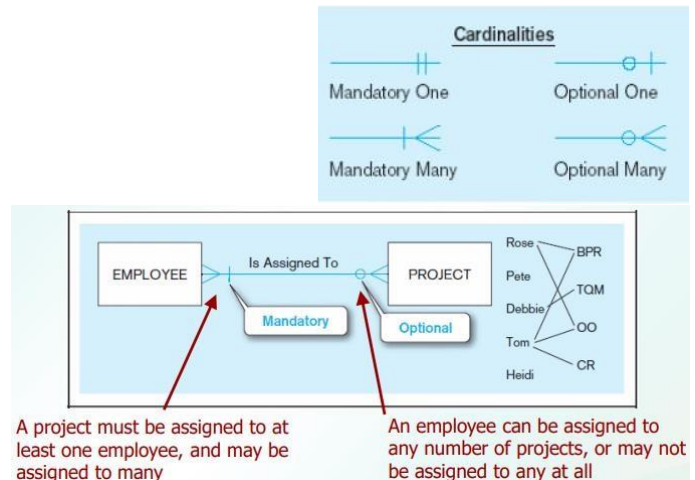 Cardinalities
Mandatory One
Optional One
Mandatory Many
Optional Many
EMPLOYEE
Is Assigned To
PROJECT
Mandatory
Optional
Rose
BPR
Pete
TQM
Debbie
OO
Tom
CR
Heidi
A project must be assigned to at
least one employee, and may be
assigned to many
An employee can be assigned to
any number of projects, or may not
be assigned to any at all